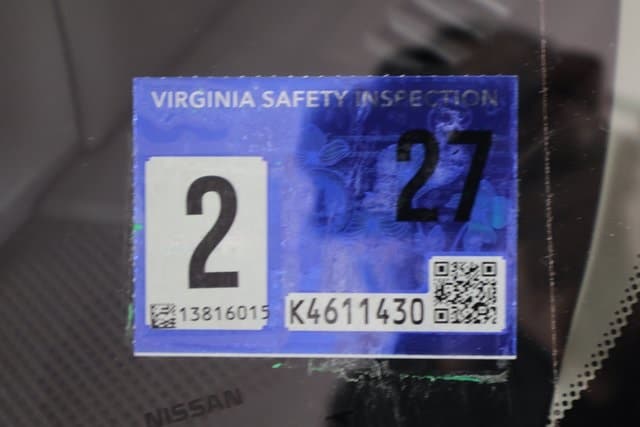 VIRGINIA SAFETY INSPECTION
27
2
13816015
K4611430
NISSAN